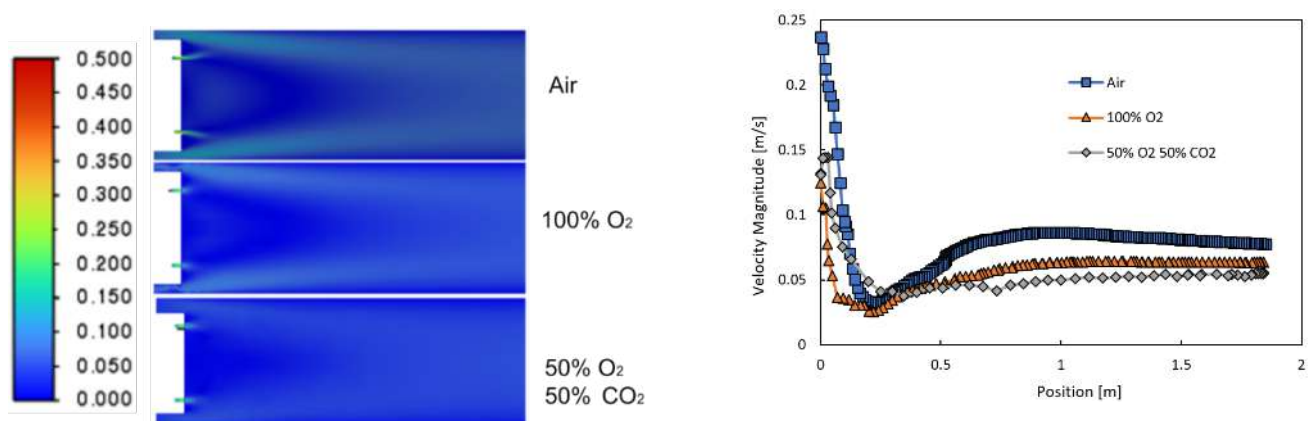 0.500
0.450
0.400
0.350
0.300
0.250
0.200
0.150
0.100
0.050
0.000
Air
100% O₂
50% O₂
50% CO₂
0.25
0.2
0.15
0.1
0.05
0
Velocity Magnitude [m/s]
Air
100% O2
50% O2 50% CO2
0
0.5
1
1.5
2
Position [m]